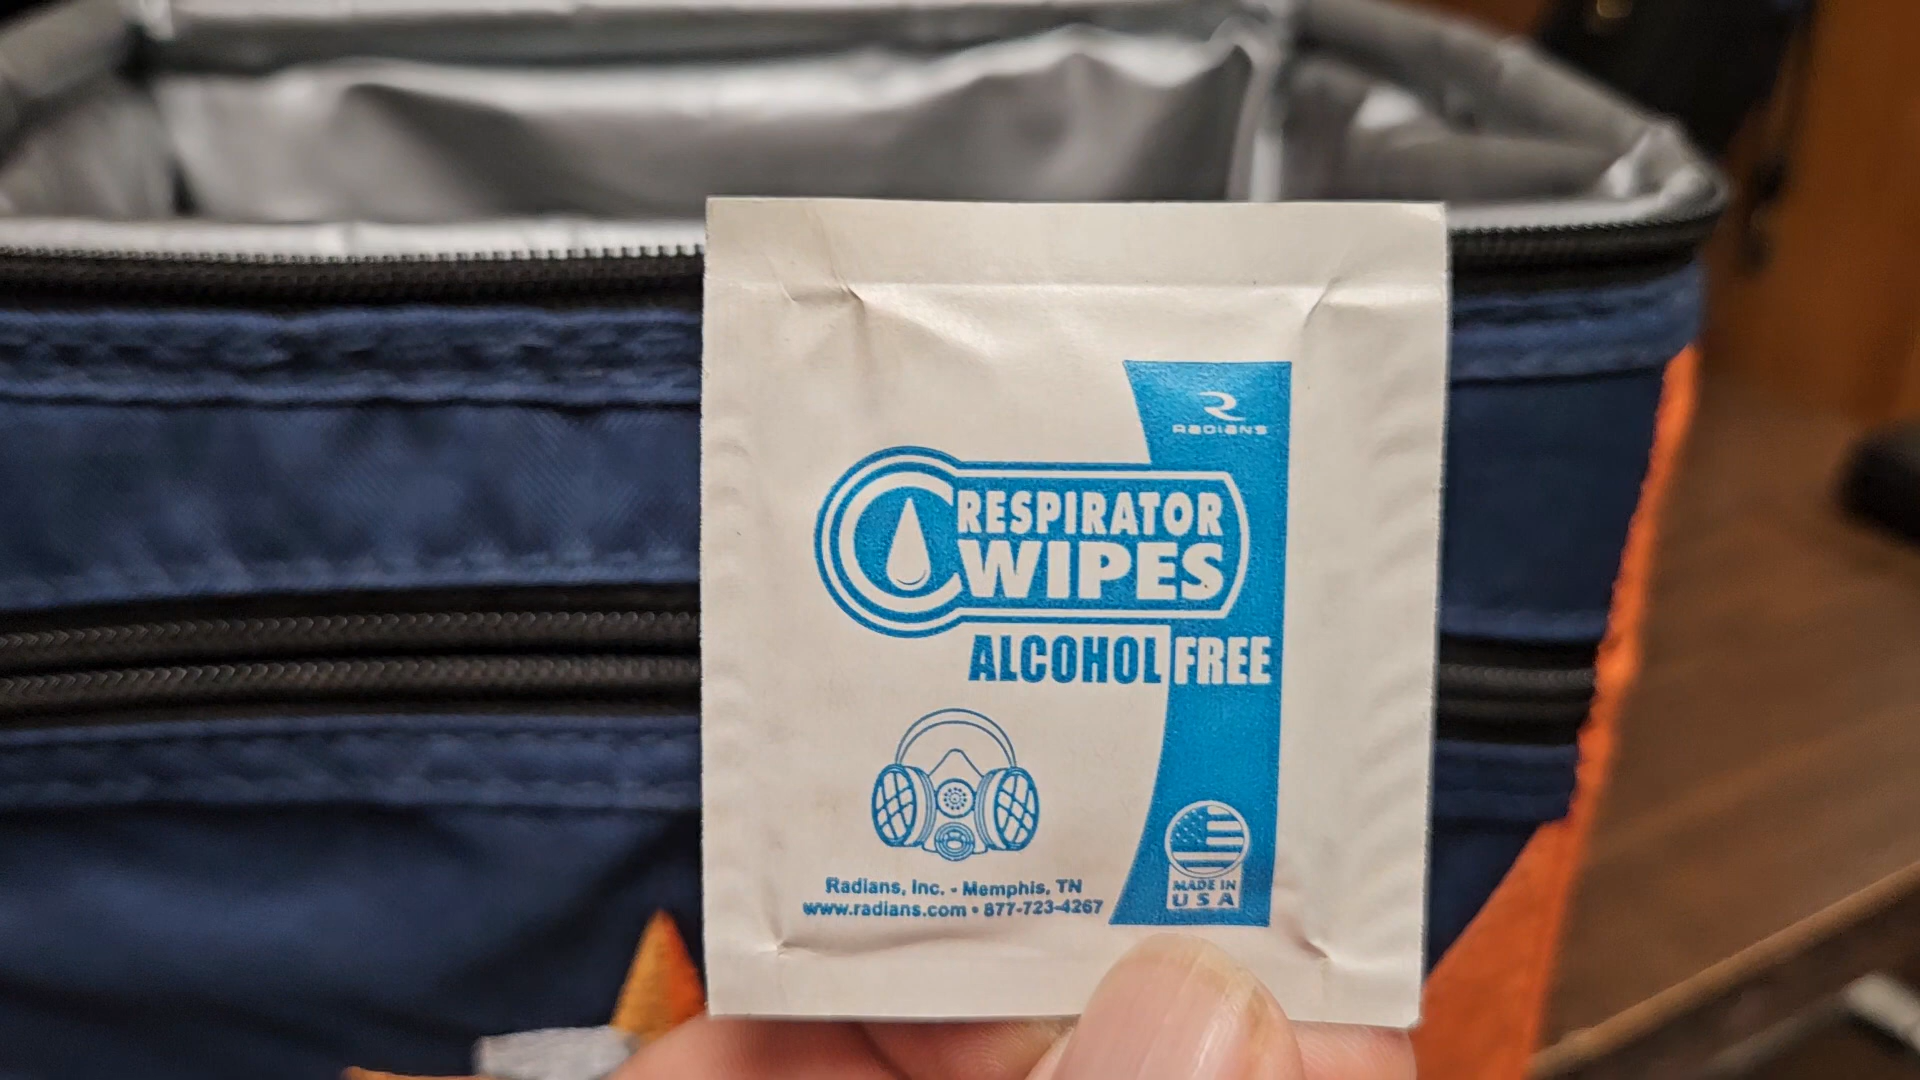 RADIANS
RESPIRATOR
WIPES
ALCOHOL FREE
Radians, Inc. - Memphis, TN
www.radians.com • 877-723-4267
MADE IN
USA